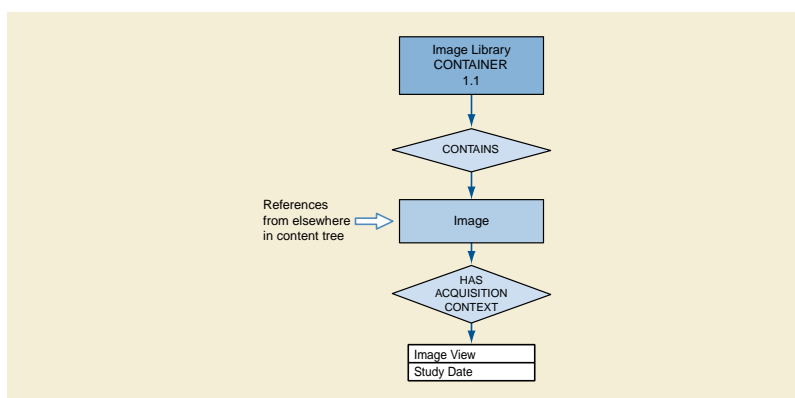 Image Library
CONTAINER
1.1
CONTAINS
References
from elsewhere
in content tree
Image
HAS
ACQUISITION
CONTEXT
Image View
Study Date